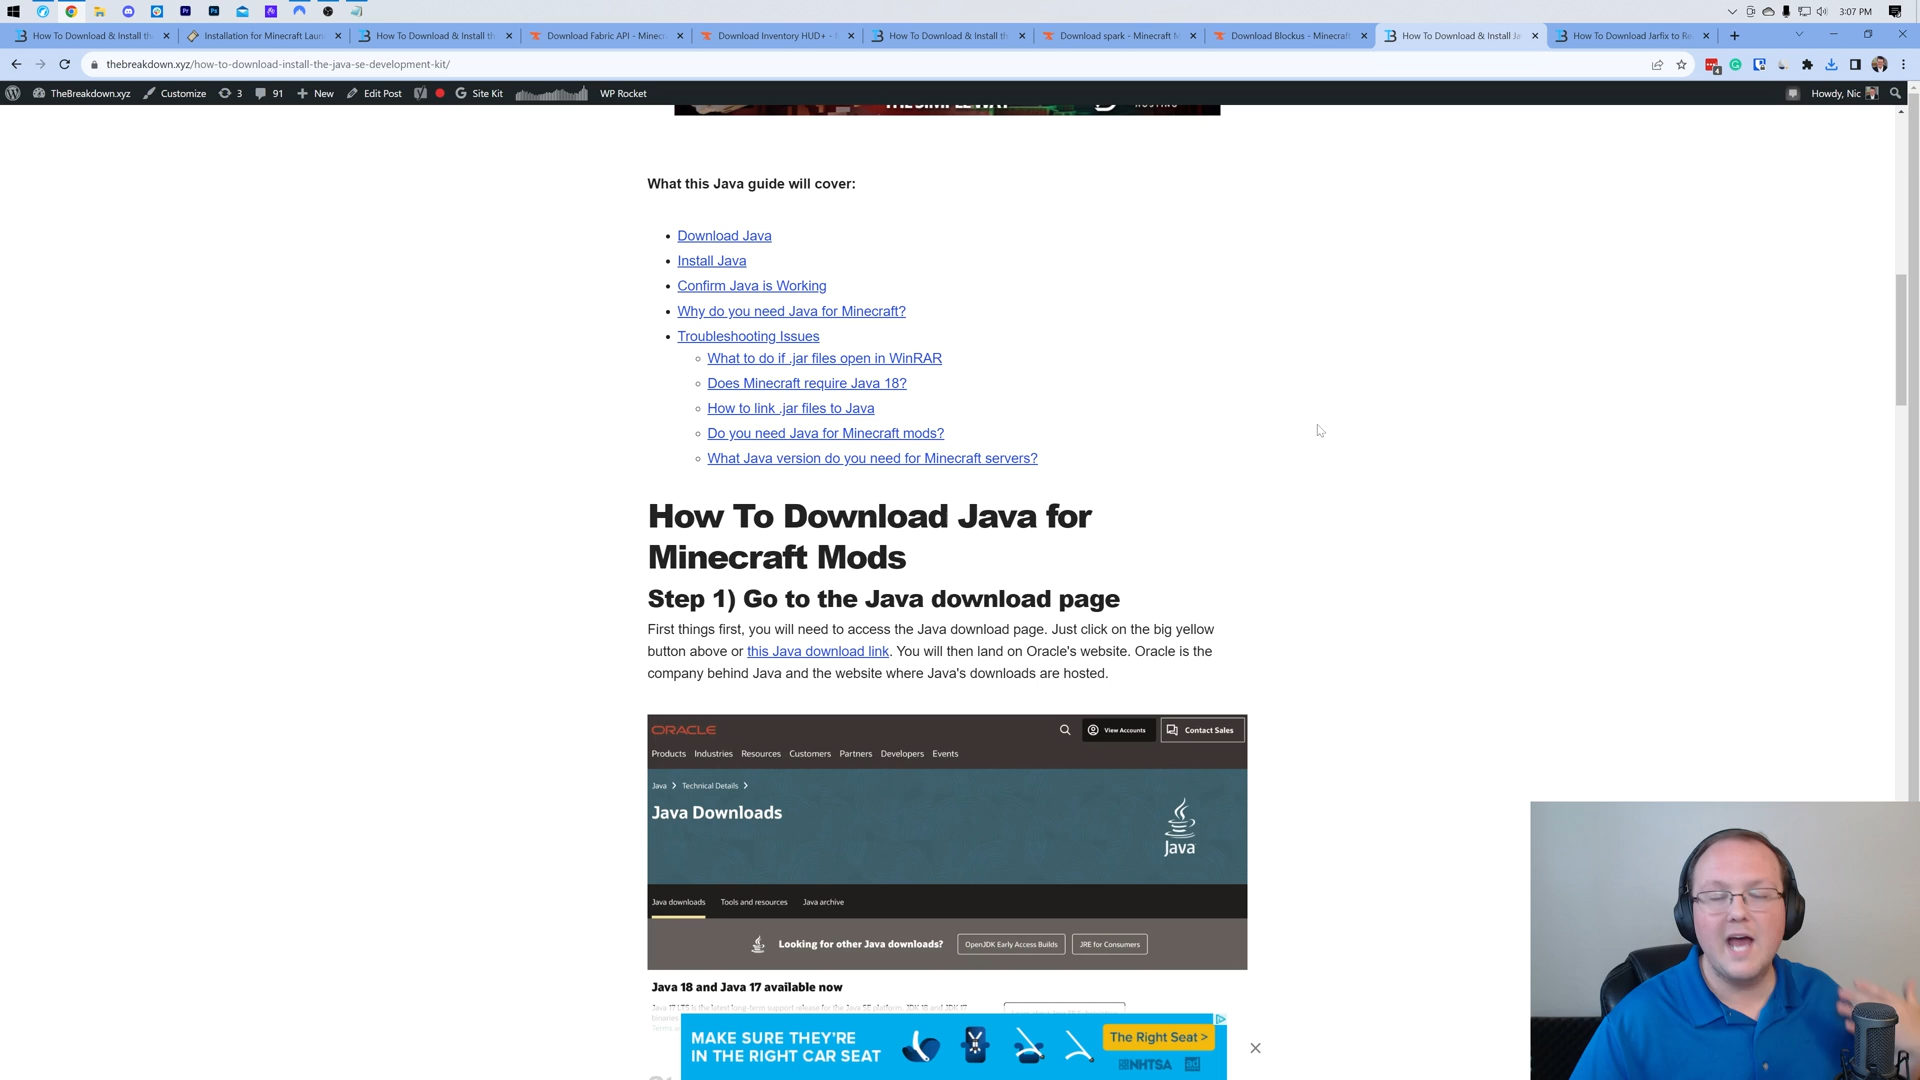 3:07 PM
How To Download & Install th
Installation for Minecraft Laun
How To Download & Install th
Download Fabric API - Minecr
Download Inventory HUD+ -
How To Download & Install th
Download spark - Minecraft M
Download Blockus - Minecraft
How To Download & Install Ja
How To Download Jarfix to Re
thebreakdown.xyz/how-to-download-install-the-java-se-development-kit/
TheBreakdown.xyz Customize 3 91 New Edit Post Site Kit WP Rocket Howdy, Nic
What this Java guide will cover:
Download Java
Install Java
Confirm Java is Working
Why do you need Java for Minecraft?
Troubleshooting Issues
What to do if .jar files open in WinRAR
Does Minecraft require Java 18?
How to link .jar files to Java
Do you need Java for Minecraft mods?
What Java version do you need for Minecraft servers?
How To Download Java for
Minecraft Mods
Step 1) Go to the Java download page
First things first, you will need to access the Java download page. Just click on the big yellow
button above or this Java download link. You will then land on Oracle's website. Oracle is the
company behind Java and the website where Java's downloads are hosted.
ORACLE
View Accounts
Contact Sales
Products Industries Resources Customers Partners Developers Events
Java Technical Details
Java Downloads
Java
Java downloads Tools and resources Java archive
Looking for other Java downloads? OpenJDK Early Access Builds JRE for Consumers
Java 18 and Java 17 available now
MAKE SURE THEY'RE
IN THE RIGHT CAR SEAT
The Right Seat >
NHTSA
ad